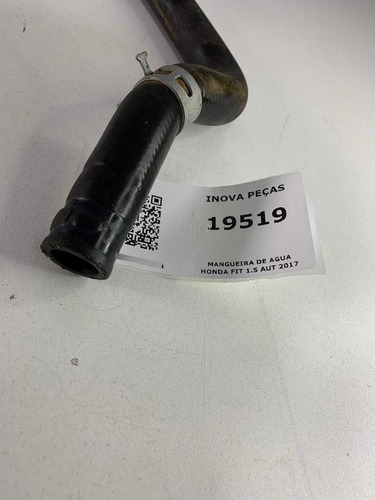 INOVA PEÇAS
19519
MANGUEIRA DE AGUA
HONDA FIT 1.5 AUT 2017